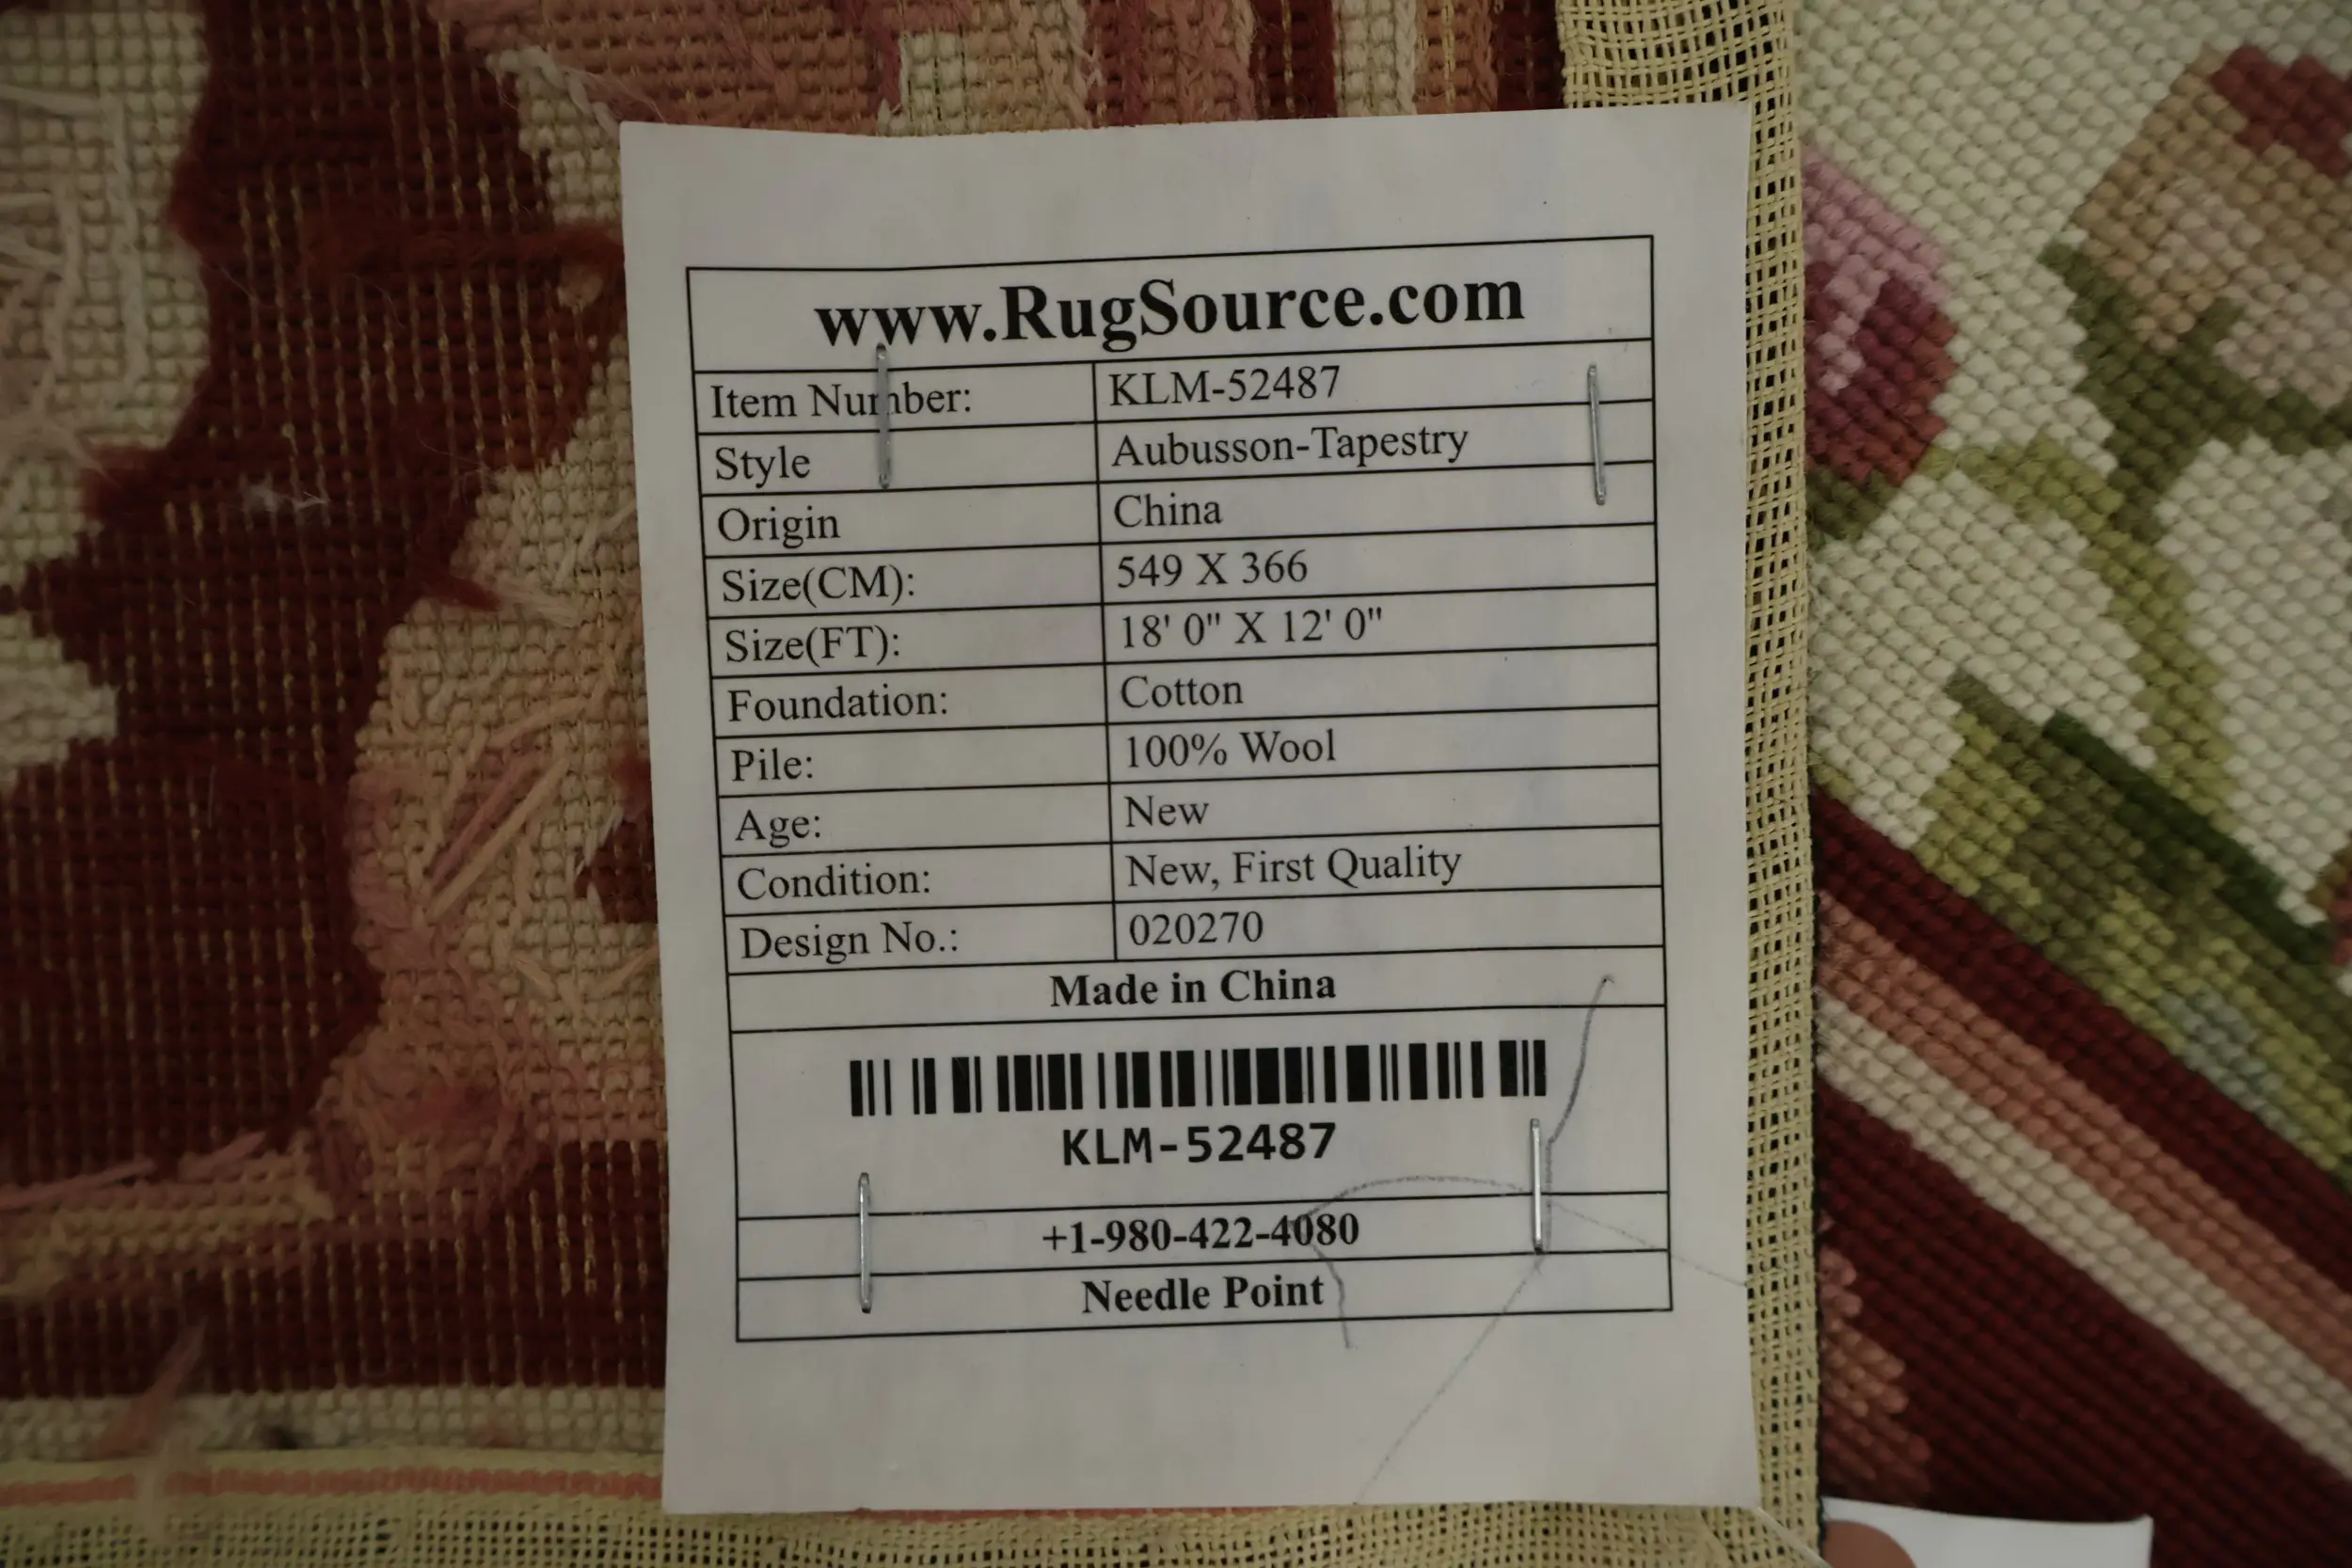 www.RugSource.com
Item Number: KLM-52487
Style Aubusson-Tapestry
Origin China
Size(CM): 549 X 366
Size(FT): 18' 0" X 12' 0"
Foundation: Cotton
Pile: 100% Wool
Age: New
Condition: New, First Quality
Design No.: 020270
Made in China
KLM-52487
+1-980-422-4080
Needle Point